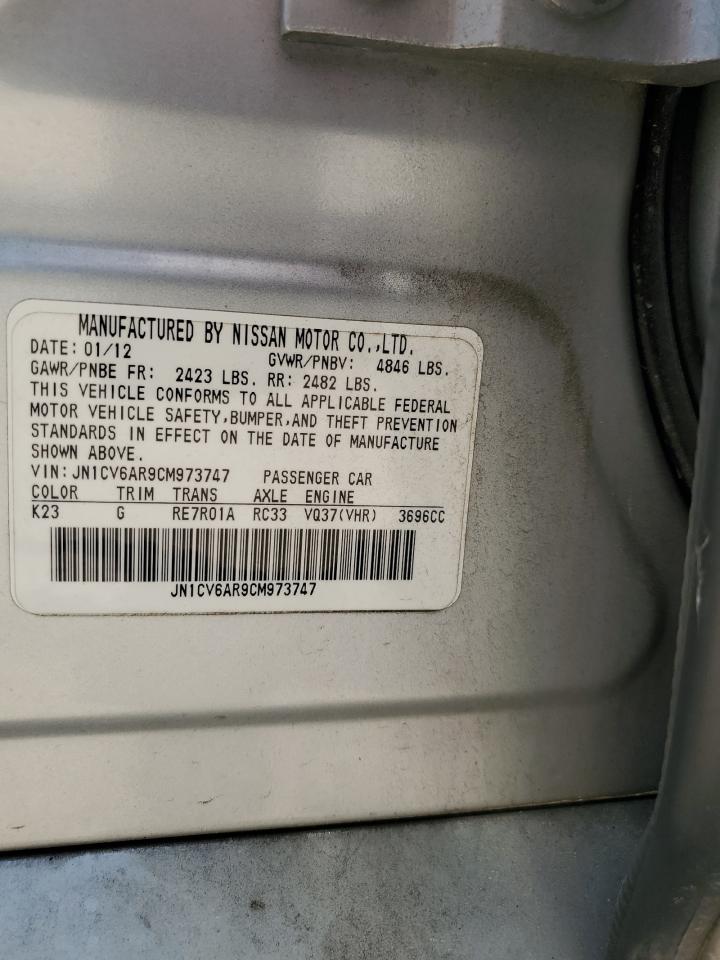 MANUFACTURED BY NISSAN MOTOR CO.,LTD.
DATE: 01/12 GVWR/PNBV: 4846 LBS.
GAWR/PNBE FR: 2423 LBS. RR: 2482 LBS.
THIS VEHICLE CONFORMS TO ALL APPLICABLE FEDERAL
MOTOR VEHICLE SAFETY,BUMPER,AND THEFT PREVENTION
STANDARDS IN EFFECT ON THE DATE OF MANUFACTURE
SHOWN ABOVE.
VIN: JN1CV6AR9CM973747 PASSENGER CAR
COLOR TRIM TRANS AXLE ENGINE
K23 G RE7R01A RC33 VQ37(VHR) 3696CC
JN1CV6AR9CM973747